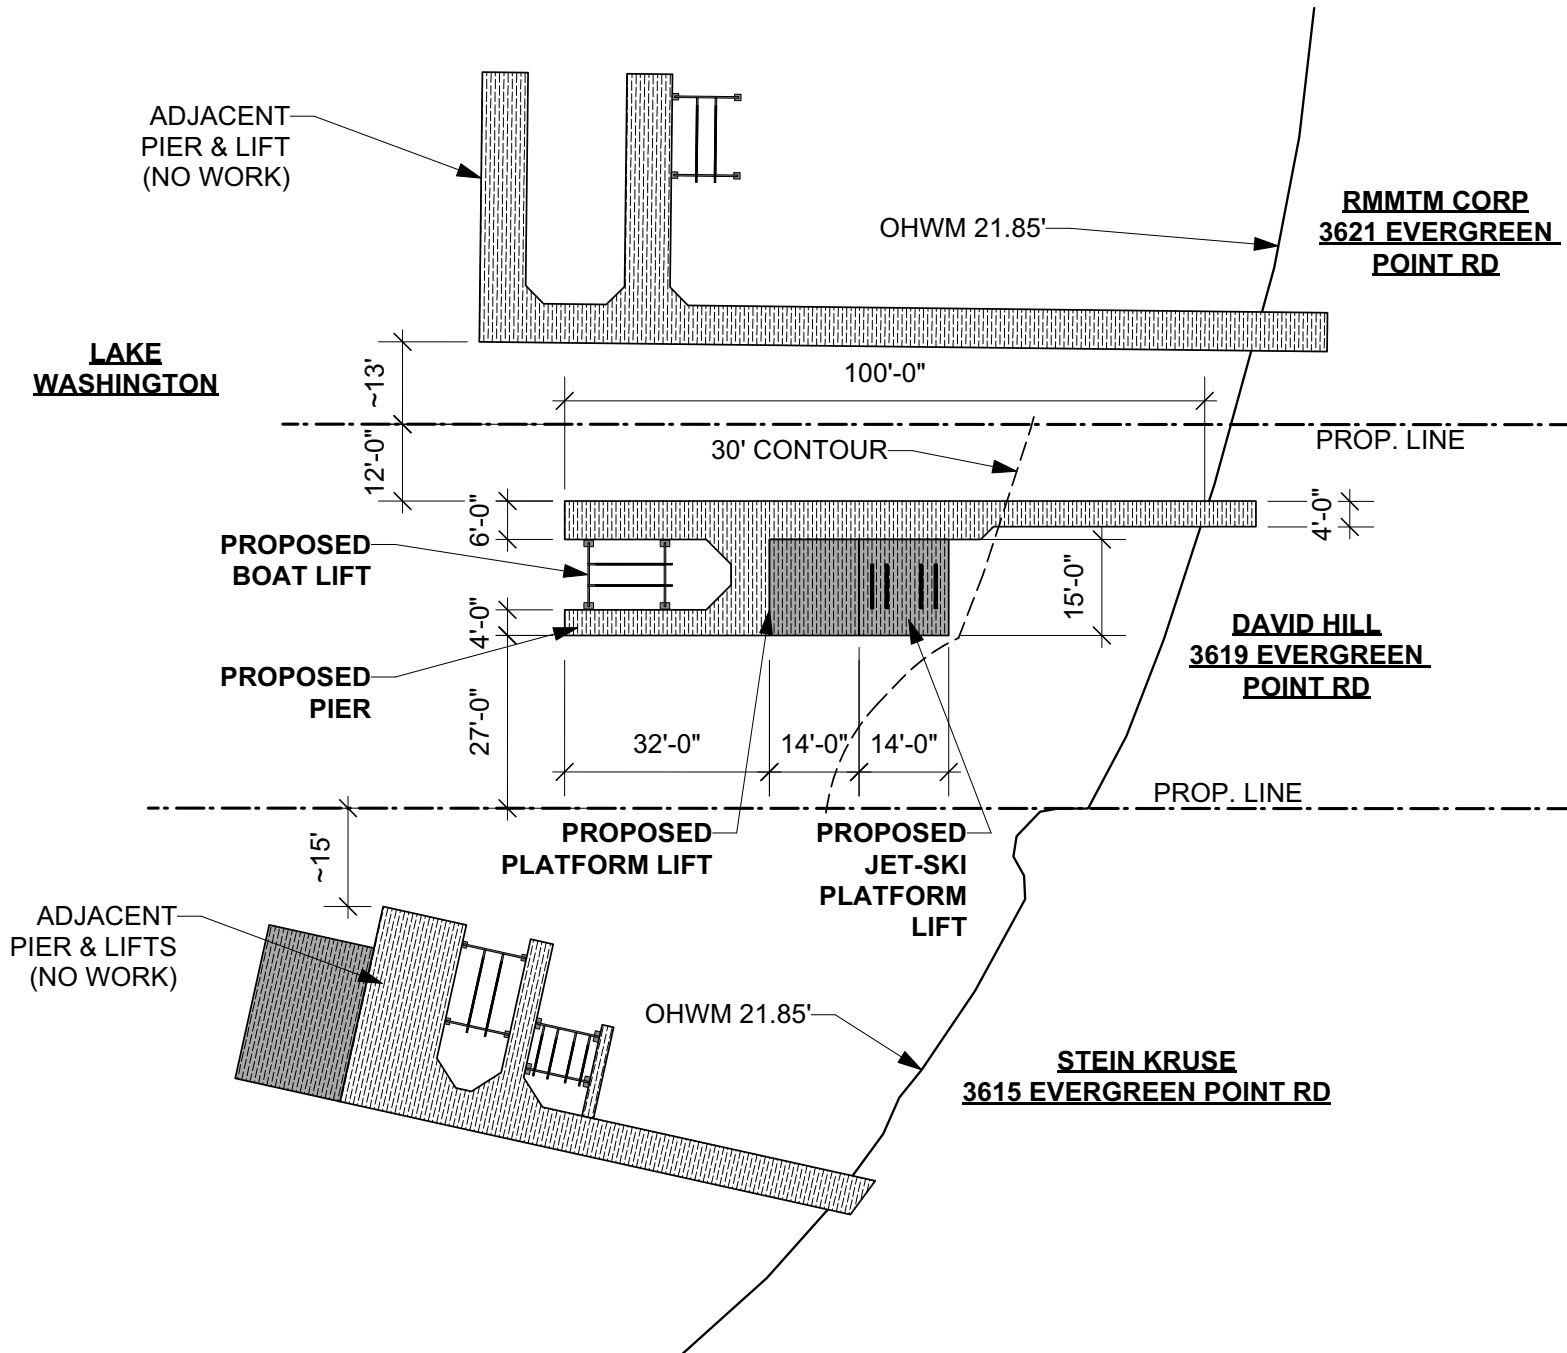 ADJACENT
PIER & LIFT
(NO WORK)
OHWM 21.85'
RMMTM CORP
3621 EVERGREEN
POINT RD
LAKE
WASHINGTON
~13'
100'-0"
12'-0"
30' CONTOUR
PROP. LINE
6'-0"
4'-0"
PROPOSED
BOAT LIFT
15'-0"
4'-0"
DAVID HILL
3619 EVERGREEN
POINT RD
PROPOSED
PIER
27'-0"
32'-0"
14'-0"
14'-0"
PROP. LINE
PROPOSED
PLATFORM LIFT
PROPOSED
JET-SKI
PLATFORM
LIFT
~15'
ADJACENT
PIER & LIFTS
(NO WORK)
OHWM 21.85'
STEIN KRUSE
3615 EVERGREEN POINT RD